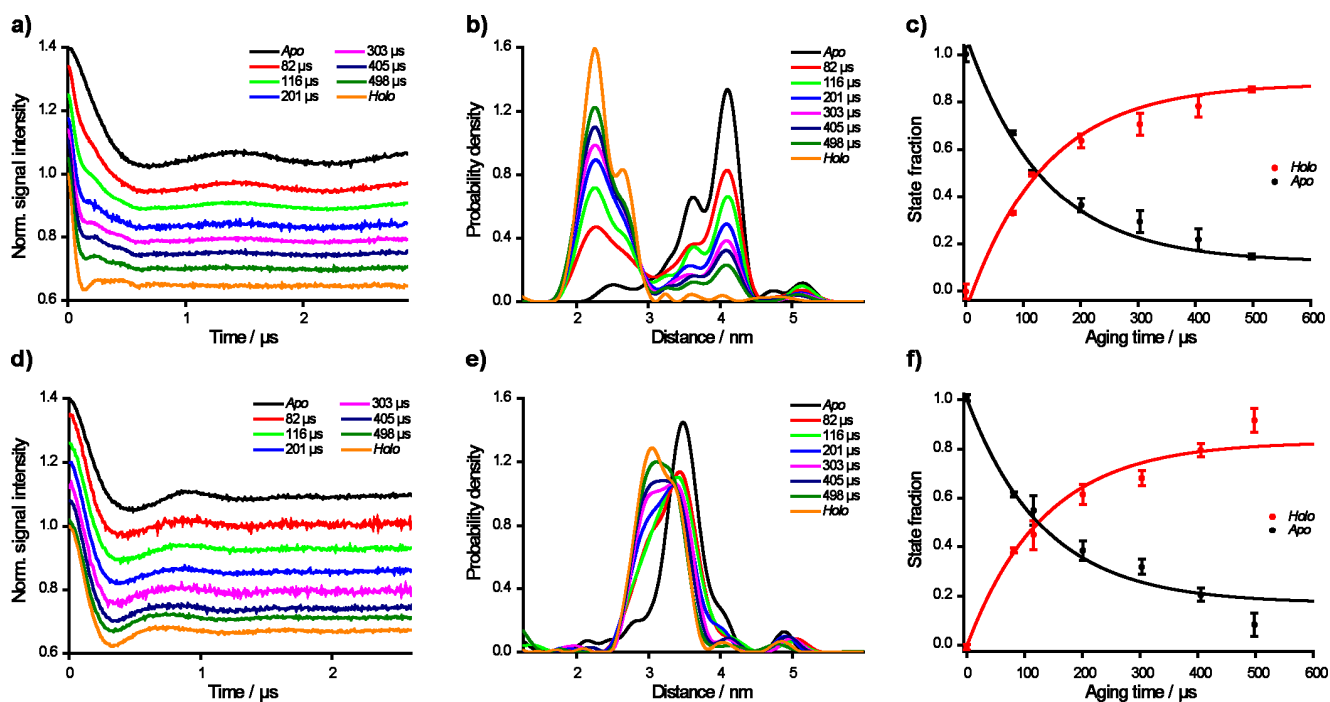 a)
Norm. signal intensity
1.4
1.2
1.0
0.8
0.6
0
1
2
Time / µs
Apo
82 µs
116 µs
201 µs
303 µs
405 µs
498 µs
Holo
b)
Probability density
1.6
1.2
0.8
0.4
0.0
2
3
4
5
Distance / nm
Apo
82 µs
116 µs
201 µs
303 µs
405 µs
498 µs
Holo
c)
State fraction
1.0
0.8
0.6
0.4
0.2
0.0
0
100
200
300
400
500
600
Aging time / µs
Holo
Apo
d)
Norm. signal intensity
1.4
1.2
1.0
0.8
0.6
0
1
2
Time / µs
Apo
82 µs
116 µs
201 µs
303 µs
405 µs
498 µs
Holo
e)
Probability density
1.6
1.2
0.8
0.4
0.0
2
3
4
5
Distance / nm
Apo
82 µs
116 µs
201 µs
303 µs
405 µs
498 µs
Holo
f)
State fraction
1.0
0.8
0.6
0.4
0.2
0.0
0
100
200
300
400
500
600
Aging time / µs
Holo
Apo